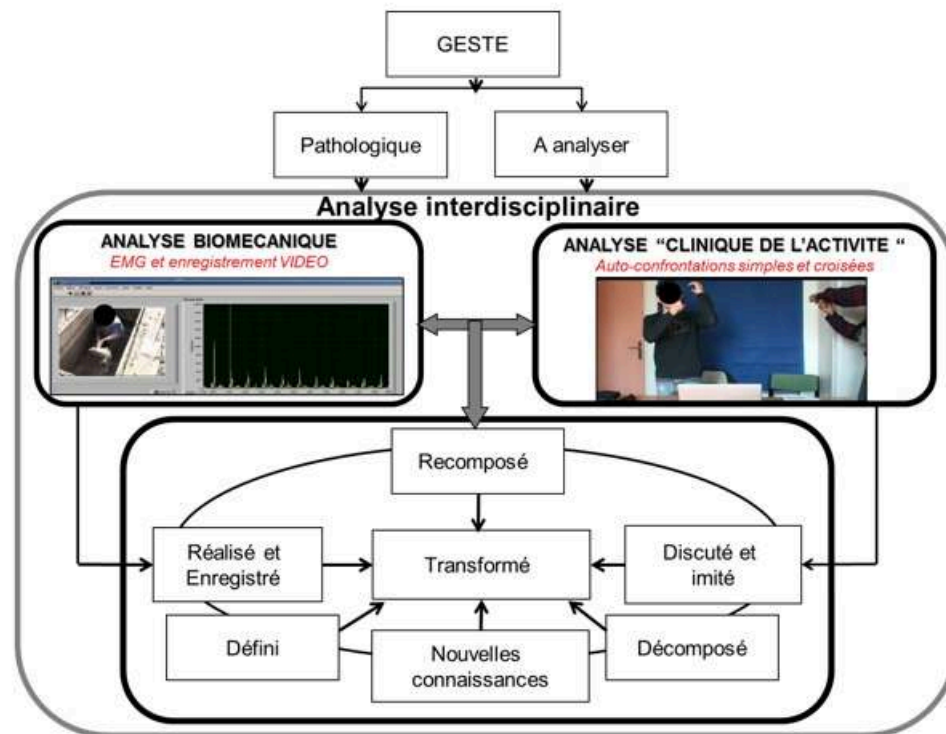 GESTE
Pathologique
A analyser
Analyse interdisciplinaire
ANALYSE BIOMECANIQUE
EMG et enregistrement VIDEO
ANALYSE "CLINIQUE DE L'ACTIVITE "
Auto-confrontations simples et croisées
Recomposé
Réalisé et
Enregistré
Transformé
Discuté et
imité
Défini
Nouvelles
connaissances
Décomposé